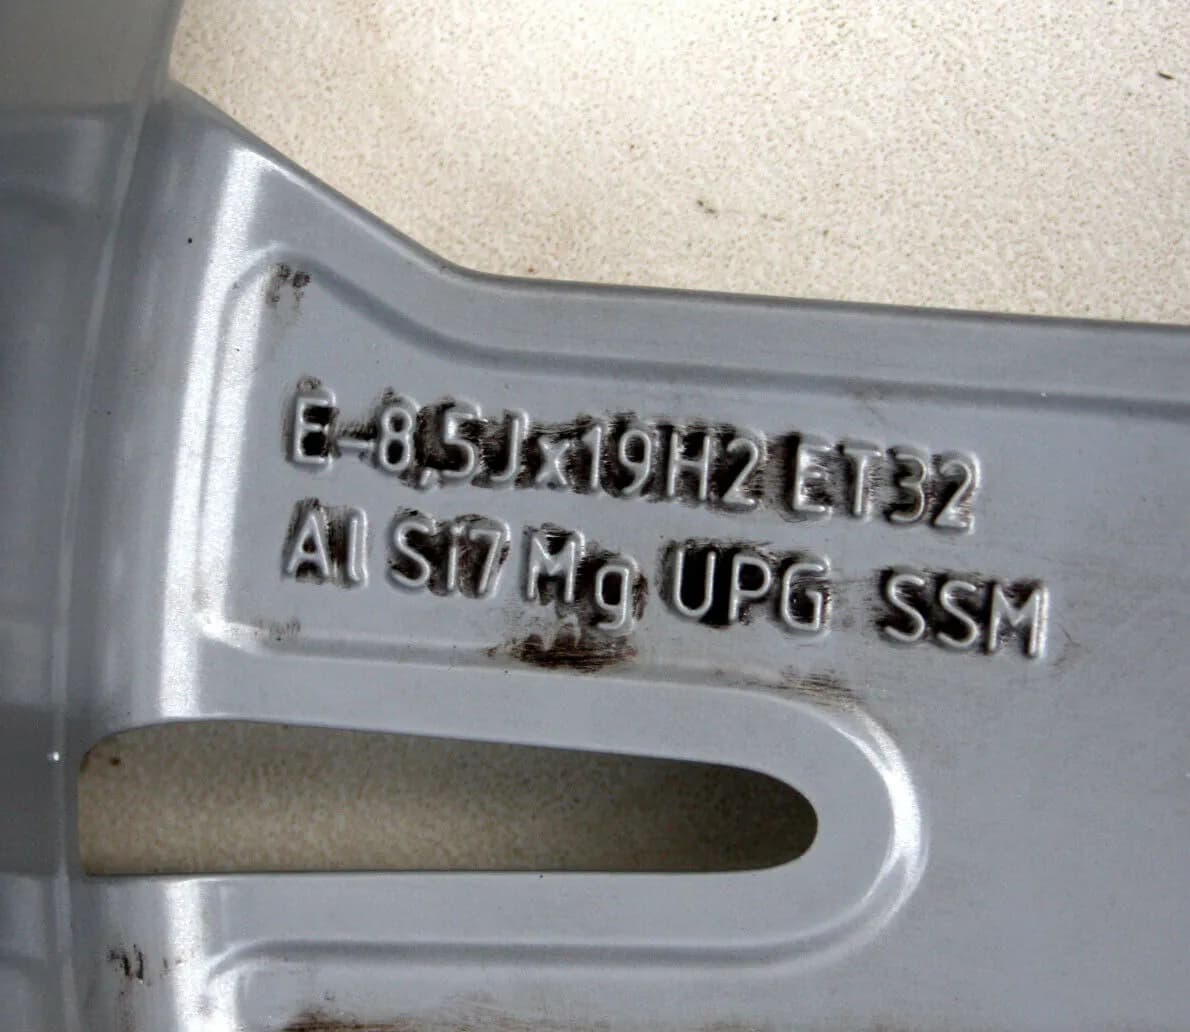 E-8,5Jx19H2 ET32
Al Si7 Mg UPG SSM